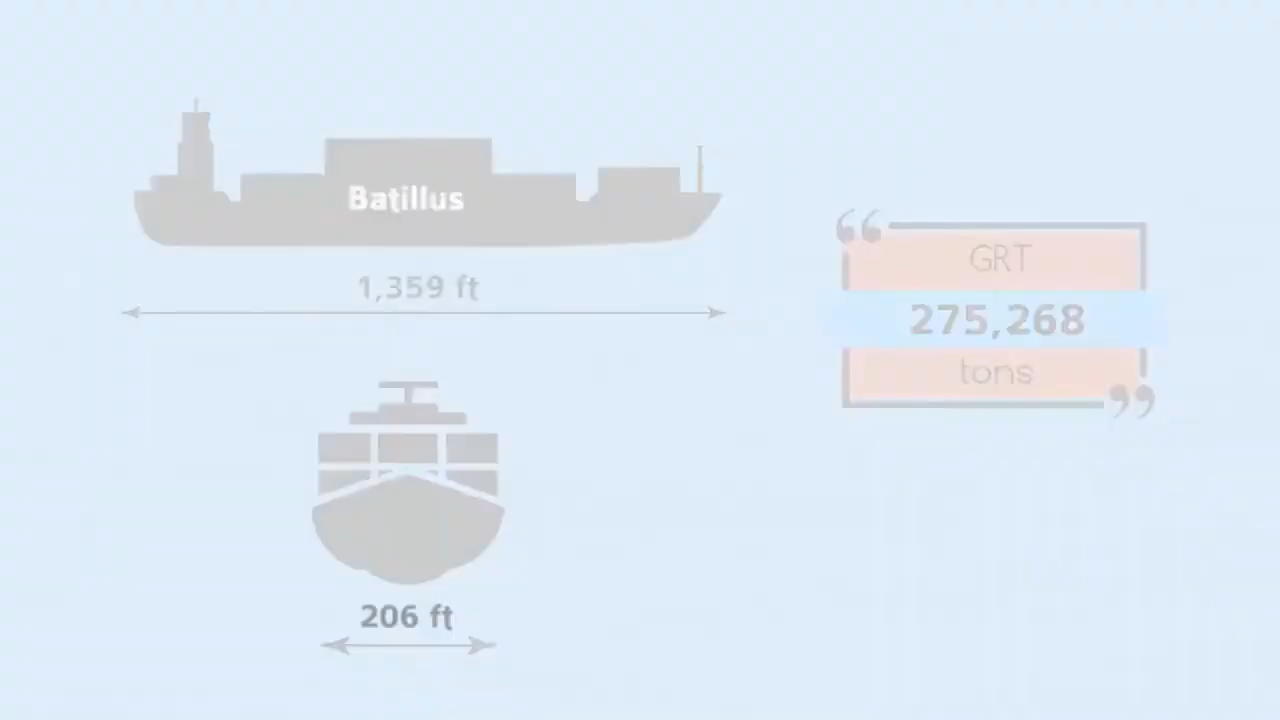 Batillus
1,359 ft
206 ft
“
GRT
275,268
tons
”